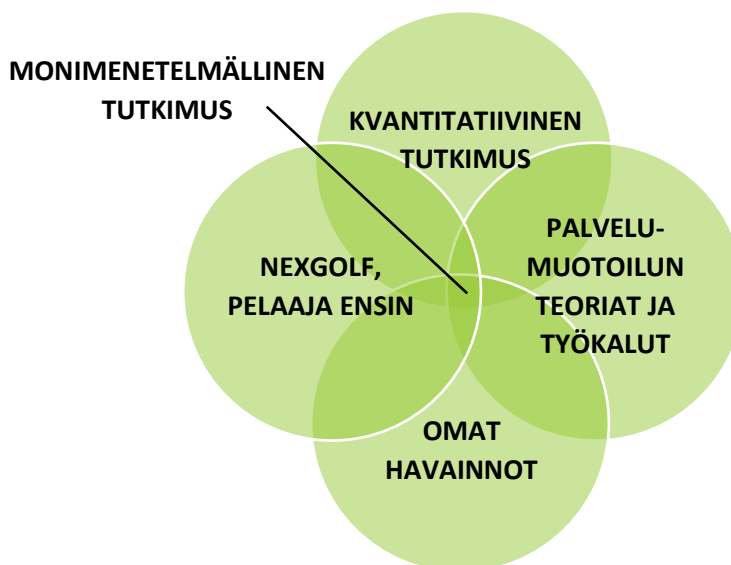 MONIMENETELMÄLLINEN
TUTKIMUS
KVANTITATIIVINEN
TUTKIMUS
NEXGOLF,
PELAAJA ENSIN
PALVELU-
MUOTOILUN
TEORIAT JA
TYÖKALUT
OMAT
HAVAINNOT